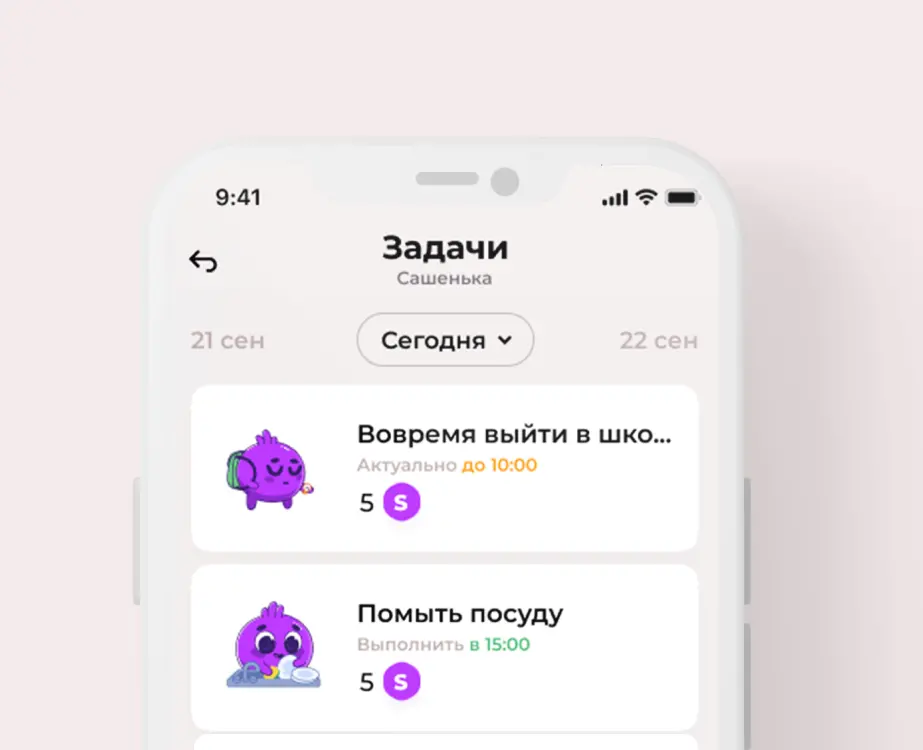 9:41
Задачи
Сашенька
21 сен
Сегодня
22 сен
Вовремя выйти в шко...
Актуально до 10:00
5 S
Помыть посуду
Выполнить в 15:00
5 S